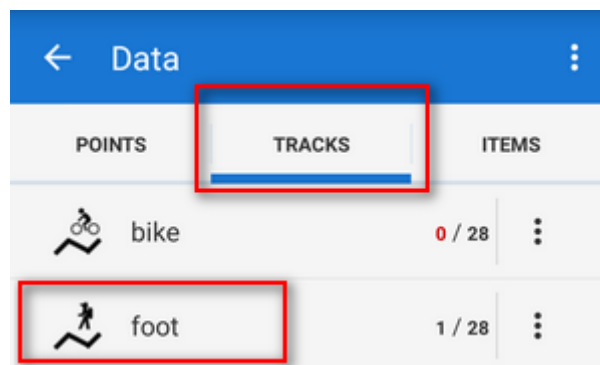 Data
POINTS TRACKS ITEMS
bike 0 / 28
foot 1 / 28